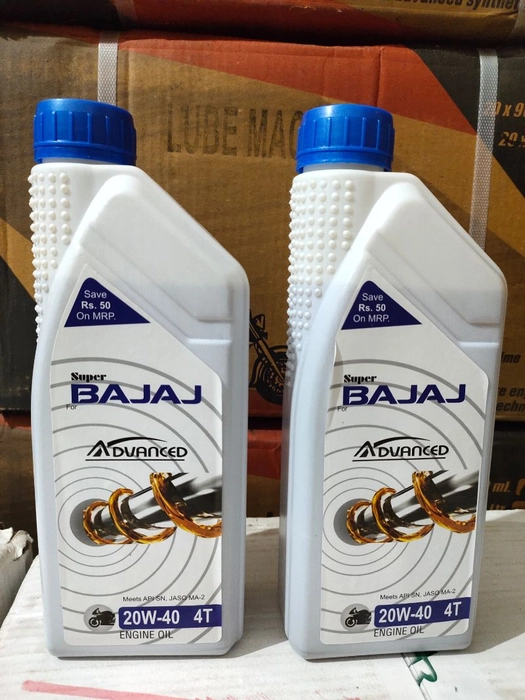 LUBE MAC
Save
Rs. 50
On MRP.
Super
BAJAJ
For
ADVANCED
Meets API SN, JASO MA-2
20W-40 4T
ENGINE OIL
Save
Rs. 50
On MRP.
Super
BAJAJ
For
ADVANCED
Meets API SN, JASO MA-2
20W-40 4T
ENGINE OIL